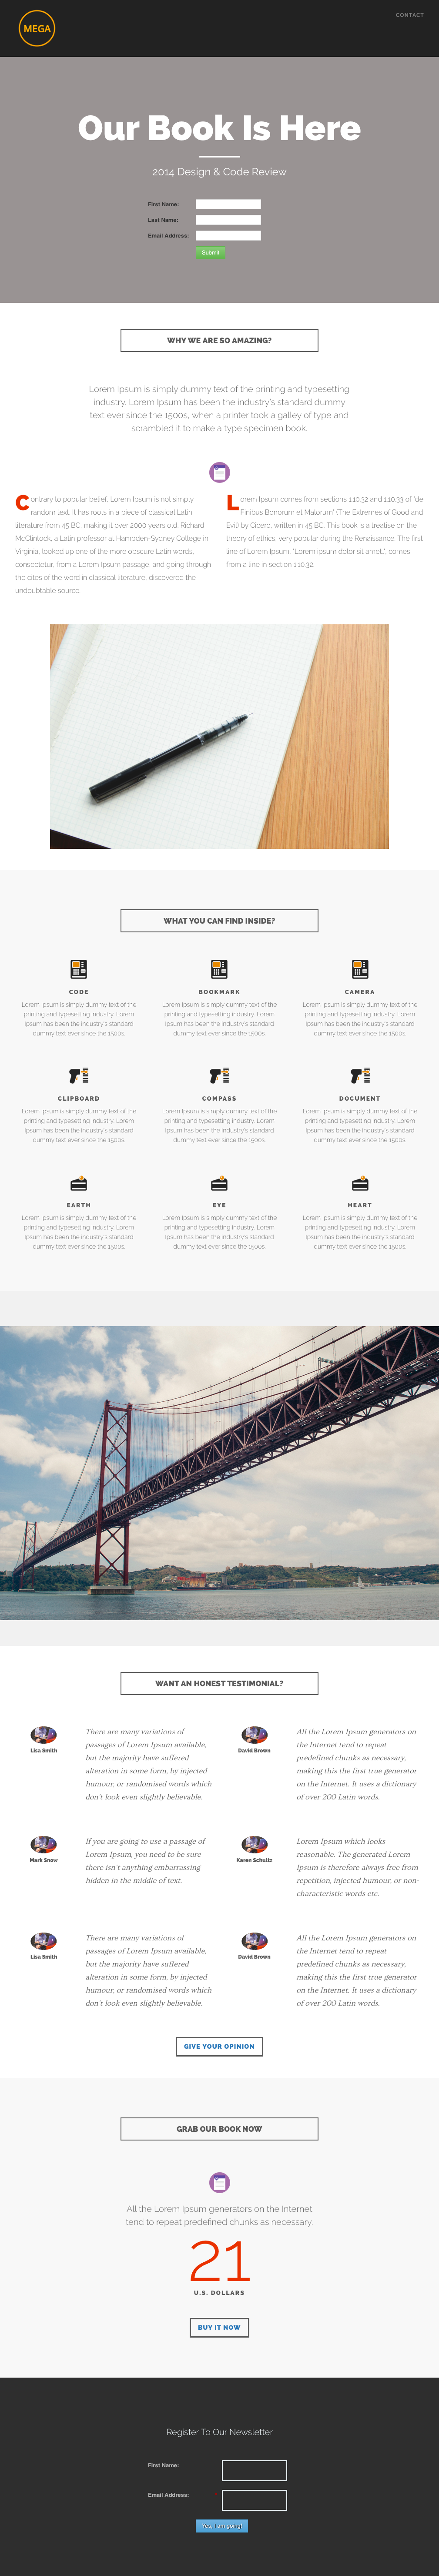 MEGA
CONTACT
Our Book Is Here
2014 Design & Code Review
First Name:
Last Name:
Email Address:
Submit
WHY WE ARE SO AMAZING?
Lorem Ipsum is simply dummy text of the printing and typesetting
industry. Lorem Ipsum has been the industry's standard dummy
text ever since the 1500s, when a printer took a galley of type and
scrambled it to make a type specimen book.
Contrary to popular belief, Lorem Ipsum is not simply
random text. It has roots in a piece of classical Latin
literature from 45 BC, making it over 2000 years old. Richard
McClintock, a Latin professor at Hampden-Sydney College in
Virginia, looked up one of the more obscure Latin words,
consectetur, from a Lorem Ipsum passage, and going through
the cites of the word in classical literature, discovered the
undoubtable source.
Lorem Ipsum comes from sections 1.10.32 and 1.10.33 of "de
Finibus Bonorum et Malorum" (The Extremes of Good and
Evil) by Cicero, written in 45 BC. This book is a treatise on the
theory of ethics, very popular during the Renaissance. The first
line of Lorem Ipsum, "Lorem ipsum dolor sit amet..", comes
from a line in section 1.10.32.
WHAT YOU CAN FIND INSIDE?
CODE
Lorem Ipsum is simply dummy text of the
printing and typesetting industry. Lorem
Ipsum has been the industry's standard
dummy text ever since the 1500s.
BOOKMARK
Lorem Ipsum is simply dummy text of the
printing and typesetting industry. Lorem
Ipsum has been the industry's standard
dummy text ever since the 1500s.
CAMERA
Lorem Ipsum is simply dummy text of the
printing and typesetting industry. Lorem
Ipsum has been the industry's standard
dummy text ever since the 1500s.
CLIPBOARD
Lorem Ipsum is simply dummy text of the
printing and typesetting industry. Lorem
Ipsum has been the industry's standard
dummy text ever since the 1500s.
COMPASS
Lorem Ipsum is simply dummy text of the
printing and typesetting industry. Lorem
Ipsum has been the industry's standard
dummy text ever since the 1500s.
DOCUMENT
Lorem Ipsum is simply dummy text of the
printing and typesetting industry. Lorem
Ipsum has been the industry's standard
dummy text ever since the 1500s.
EARTH
Lorem Ipsum is simply dummy text of the
printing and typesetting industry. Lorem
Ipsum has been the industry's standard
dummy text ever since the 1500s.
EYE
Lorem Ipsum is simply dummy text of the
printing and typesetting industry. Lorem
Ipsum has been the industry's standard
dummy text ever since the 1500s.
HEART
Lorem Ipsum is simply dummy text of the
printing and typesetting industry. Lorem
Ipsum has been the industry's standard
dummy text ever since the 1500s.
WANT AN HONEST TESTIMONIAL?
Lisa Smith
There are many variations of
passages of Lorem Ipsum available,
but the majority have suffered
alteration in some form, by injected
humour, or randomised words which
don't look even slightly believable.
David Brown
All the Lorem Ipsum generators on
the Internet tend to repeat
predefined chunks as necessary,
making this the first true generator
on the Internet. It uses a dictionary
of over 200 Latin words.
Mark Snow
If you are going to use a passage of
Lorem Ipsum, you need to be sure
there isn't anything embarrassing
hidden in the middle of text.
Karen Schultz
Lorem Ipsum which looks
reasonable. The generated Lorem
Ipsum is therefore always free from
repetition, injected humour, or non-
characteristic words etc.
Lisa Smith
There are many variations of
passages of Lorem Ipsum available,
but the majority have suffered
alteration in some form, by injected
humour, or randomised words which
don't look even slightly believable.
David Brown
All the Lorem Ipsum generators on
the Internet tend to repeat
predefined chunks as necessary,
making this the first true generator
on the Internet. It uses a dictionary
of over 200 Latin words.
GIVE YOUR OPINION
GRAB OUR BOOK NOW
All the Lorem Ipsum generators on the Internet
tend to repeat predefined chunks as necessary.
21
U.S. DOLLARS
BUY IT NOW
Register To Our Newsletter
First Name:
Email Address:
Yes, I am going!